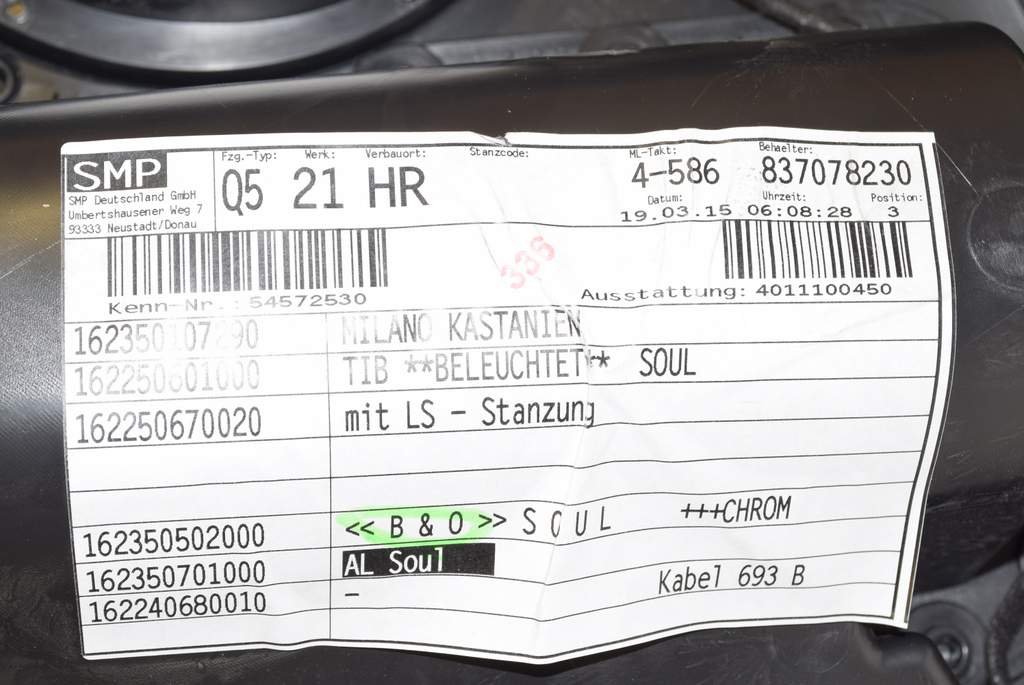 SMP
SMP Deutschland GmbH
Umbertshausener Weg 7
93333 Neustadt/Donau
Fzg.-Typ: Werk: Verbauort: Stanzcode: ML-Takt: Behaelter:
Q5 21 HR 4-586 837078230
Datum: Uhrzeit: Position:
19.03.15 06:08:28 3
336
Kenn-Nr.: 54572530 Ausstattung: 4011100450
162350107290 MILANO KASTANIEN
162250601000 TIB **BELEUCHTET** SOUL
162250670020 mit LS - Stanzung
162350502000 << B & O >> S O U L +++CHROM
162350701000 AL Soul
162240680010 - Kabel 693 B